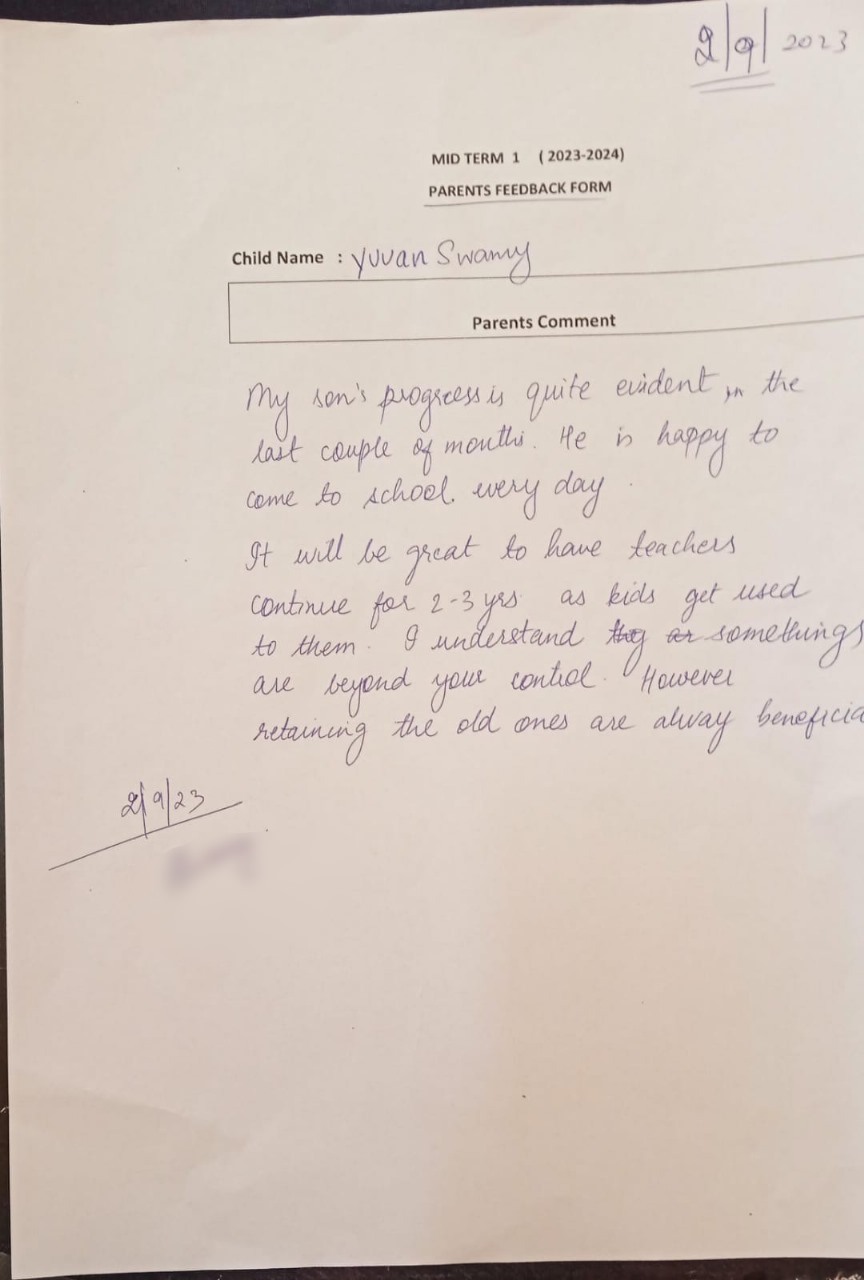 2/9/ 2023
MID TERM 1 ( 2023-2024)
PARENTS FEEDBACK FORM
Child Name : Yuvan Swamy
Parents Comment
My son's progress is quite evident in the
last couple of months. He is happy to
come to school every day.
It will be great to have teachers
continue for 2-3 yrs as kids get used
to them. I understand somethings
are beyond your control. However
retaining the old ones are alway beneficia
2/9/23